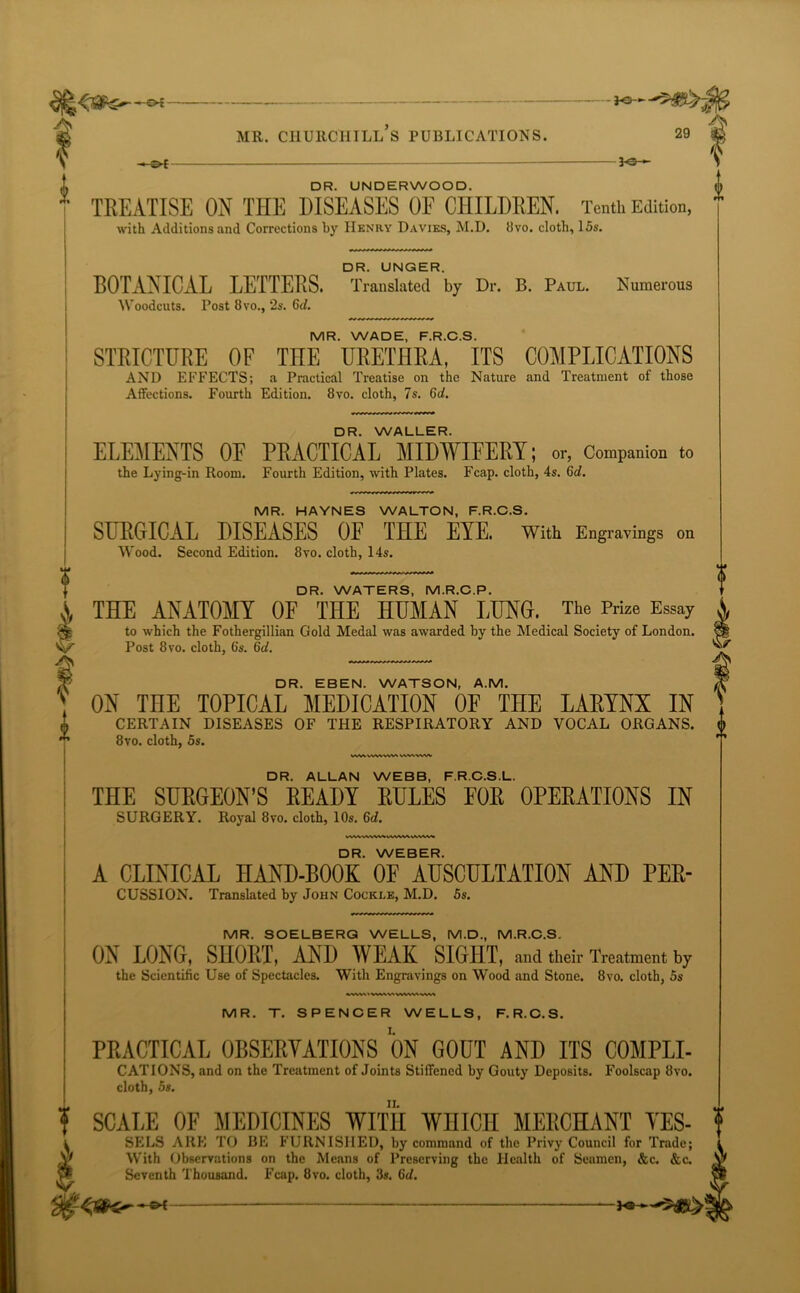 MR. CHURCHILL'S PUBLICATIONS. 29
DR. UNDERWOOD.
TREATISE ON THE DISEASES OF CHILDREN. Tenth Edition,
with Additions and Corrections by HENRY DAVIES, M.D. 8vo. cloth, 15s.
DR. UNGER.
BOTANICAL LETTERS. Translated by Dr. B. PAUL. Numerous
Woodcuts. Post 8vo., 2s. 6d.
MR. WADE, F.R.C.S.
STRICTURE OF THE URETHRA, ITS COMPLICATIONS
AND EFFECTS; a Practical Treatise on the Nature and Treatment of those
Affections. Fourth Edition. 8vo. cloth, 7s. 6d.
DR. WALLER.
ELEMENTS OF PRACTICAL MIDWIFERY; or, Companion to
the Lying-in Room. Fourth Edition, with Plates. Fcap. cloth, 4s. 6d.
MR. HAYNES WALTON, F.R.C.S.
SURGICAL DISEASES OF THE EYE. With Engravings on
Wood. Second Edition. 8vo. cloth, 14s.
DR. WATERS, M.R.C.P.
THE ANATOMY OF THE HUMAN LUNG. The Prize Essay
to which the Fothergillian Gold Medal was awarded by the Medical Society of London.
Post 8vo. cloth, 6s. 6d.
DR. EBEN. WATSON, A.M.
ON THE TOPICAL MEDICATION OF THE LARYNX IN
CERTAIN DISEASES OF THE RESPIRATORY AND VOCAL ORGANS.
8vo. cloth, 5s.
DR. ALLAN WEBB, F.R.C.S.L.
THE SURGEON'S READY RULES FOR OPERATIONS IN
SURGERY. Royal 8vo. cloth, 10s. 6d.
DR. WEBER.
A CLINICAL HAND-BOOK OF AUSCULTATION AND PER-
CUSSION. Translated by JOHN COCKLE, M.D. 5s.
MR. SOELBERG WELLS, M.D., M.R.C.S.
ON LONG, SHORT, AND WEAK SIGHT, and their Treatment by
the Scientific Use of Spectacles. With Engravings on Wood and Stone. 8vo. cloth, 5s
MR. T. SPENCER WELLS, F.R.C.S.
I.
PRACTICAL OBSERVATIONS ON GOUT AND ITS COMPLI-
CATIONS, and on the Treatment of Joints Stiffened by Gouty Deposits. Foolscap 8vo.
cloth, 5s.
II.
SCALE OF MEDICINES WITH WHICH MERCHANT VES-
SELS ARE TO BE FURNISHED, by command of the Privy Council for Trade;
With Observations on the Means of Preserving the Health of Seamen, &c. &c.
Seventh Thousand. Fcap. 8vo. cloth, 3s. 6d.